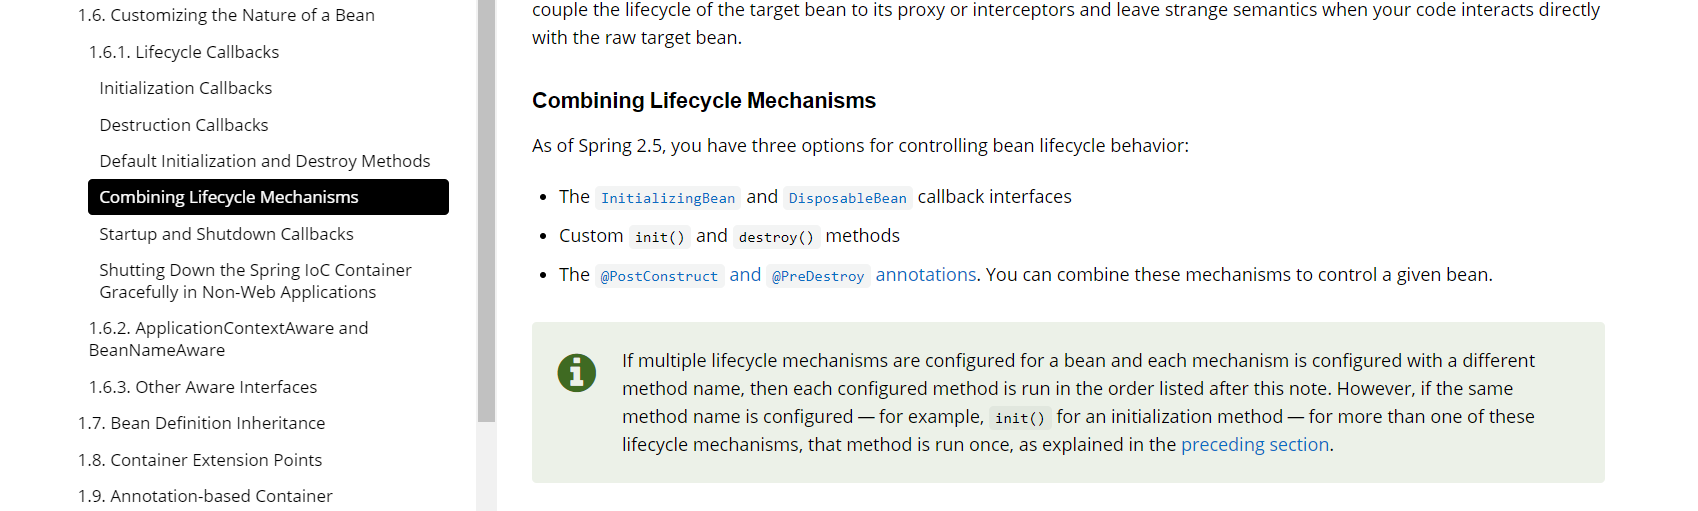 1.6. Customizing the Nature of a Bean
1.6.1. Lifecycle Callbacks
Initialization Callbacks
Destruction Callbacks
Default Initialization and Destroy Methods
Combining Lifecycle Mechanisms
Startup and Shutdown Callbacks
Shutting Down the Spring IoC Container
Gracefully in Non-Web Applications
1.6.2. ApplicationContextAware and
BeanNameAware
1.6.3. Other Aware Interfaces
1.7. Bean Definition Inheritance
1.8. Container Extension Points
1.9. Annotation-based Container
couple the lifecycle of the target bean to its proxy or interceptors and leave strange semantics when your code interacts directly
with the raw target bean.
Combining Lifecycle Mechanisms
As of Spring 2.5, you have three options for controlling bean lifecycle behavior:
• The InitializingBean and DisposableBean callback interfaces
• Custom init() and destroy() methods
• The @PostConstruct and @PreDestroy annotations. You can combine these mechanisms to control a given bean.
If multiple lifecycle mechanisms are configured for a bean and each mechanism is configured with a different
method name, then each configured method is run in the order listed after this note. However, if the same
method name is configured — for example, init() for an initialization method — for more than one of these
lifecycle mechanisms, that method is run once, as explained in the preceding section.